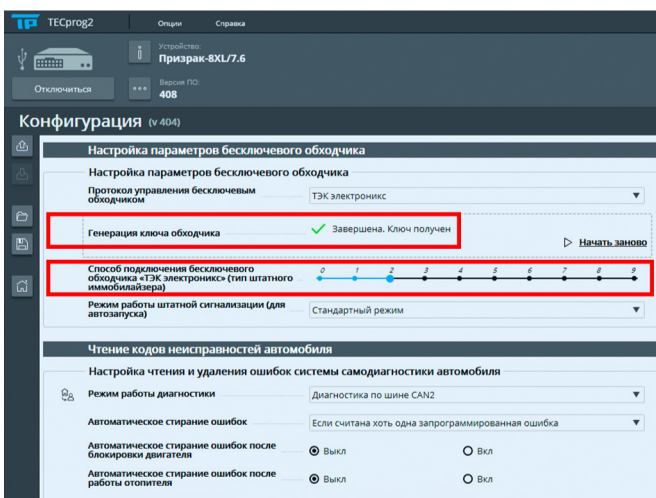 TP TECprog2 Опции Справка
Устройство:
Призрак-8XL/7.6
Отключиться
Версия ПО:
408
Конфигурация (v 404)
Настройка параметров бесключевого обходчика
Настройка параметров бесключевого обходчика
Протокол управления бесключевым
обходчиком
ТЭК электроникс
Генерация ключа обходчика
Завершена. Ключ получен
Начать заново
Способ подключения бесключевого
обходчика «ТЭК электроникс» (тип штатного
иммобилайзера)
0 1 2 3 4 5 6 7 8 9
Режим работы штатной сигнализации (для
автозапуска)
Стандартный режим
Чтение кодов неисправностей автомобиля
Настройка чтения и удаления ошибок системы самодиагностики автомобиля
Режим работы диагностики
Диагностика по шине CAN2
Автоматическое стирание ошибок
Если считана хоть одна запрограммированная ошибка
Автоматическое стирание ошибок после
блокировки двигателя
Выкл Вкл
Автоматическое стирание ошибок после
работы отопителя
Выкл Вкл